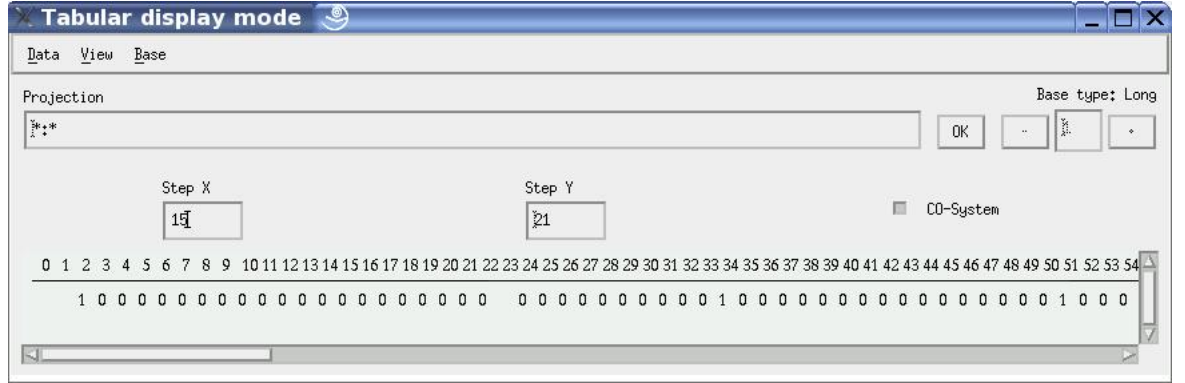 Tabular display mode
Data View Base
Projection Base type: Long
*:* OK
Step X Step Y
15 21 CO-System
0 1 2 3 4 5 6 7 8 9 10 11 12 13 14 15 16 17 18 19 20 21 22 23 24 25 26 27 28 29 30 31 32 33 34 35 36 37 38 39 40 41 42 43 44 45 46 47 48 49 50 51 52 53 54
1 0 0 0 0 0 0 0 0 0 0 0 0 0 0 0 0 0 0 0 0 0 0 0 0 0 0 0 0 0 0 1 0 0 0 0 0 0 0 0 0 0 0 0 0 0 0 0 1 0 0 0